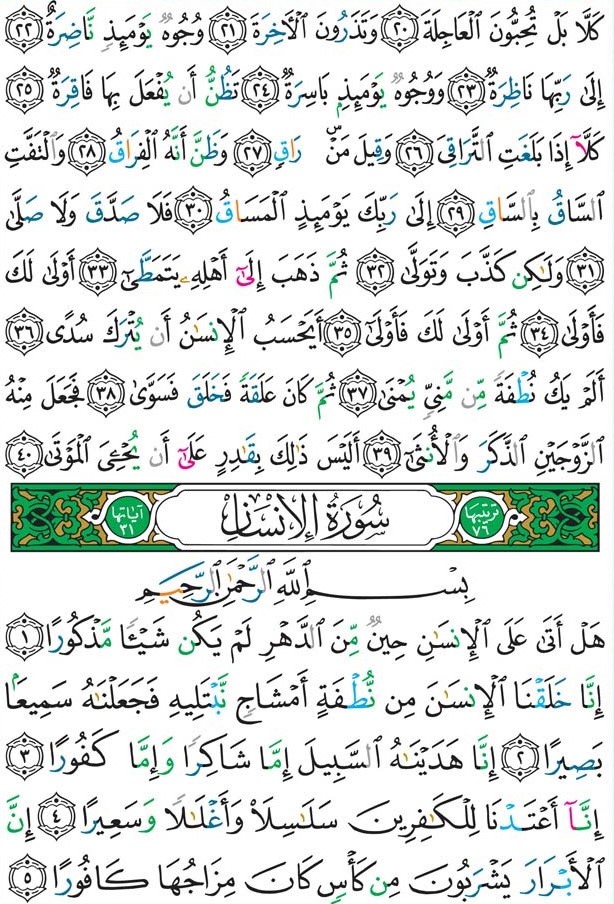 كَلَّا بَلْ تُحِبُّونَ ٱلْعَاجِلَةَ ٢٠ وَتَذَرُونَ ٱلْأَخِرَةَ ٢١ وُجُوهٌ يَوْمَئِذٍ نَّاضِرَةٌ ٢٢
إِلَىٰ رَبِّهَا نَاظِرَةٌ ٢٣ وَوُجُوهٌ يَوْمَئِذٍۭ بَاسِرَةٌ ٢٤ تَظُنُّ أَن يُفْعَلَ بِهَا فَاقِرَةٌ ٢٥
كَلَّآ إِذَا بَلَغَتِ ٱلتَّرَاقِىَ ٢٦ وَقِيلَ مَنْۜ رَاقٍ ٢٧ وَظَنَّ أَنَّهُ ٱلْفِرَاقُ ٢٨ وَٱلْتَفَّتِ
ٱلسَّاقُ بِٱلسَّاقِ ٢٩ إِلَىٰ رَبِّكَ يَوْمَئِذٍ ٱلْمَسَاقُ ٣٠ فَلَا صَدَّقَ وَلَا صَلَّىٰ
٣١ وَلَٰكِن كَذَّبَ وَتَوَلَّىٰ ٣٢ ثُمَّ ذَهَبَ إِلَىٰٓ أَهْلِهِۦ يَتَمَطَّىٰٓ ٣٣ أَوْلَىٰ لَكَ
فَأَوْلَىٰ ٣٤ ثُمَّ أَوْلَىٰ لَكَ فَأَوْلَىٰٓ ٣٥ أَيَحْسَبُ ٱلْإِنسَٰنُ أَن يُتْرَكَ سُدًى ٣٦
أَلَمْ يَكُ نُطْفَةً مِّن مَّنِىٍّ يُمْنَىٰ ٣٧ ثُمَّ كَانَ عَلَقَةً فَخَلَقَ فَسَوَّىٰ ٣٨ فَجَعَلَ مِنْهُ
ٱلزَّوْجَيْنِ ٱلذَّكَرَ وَٱلْأُنثَىٰٓ ٣٩ أَلَيْسَ ذَٰلِكَ بِقَٰدِرٍ عَلَىٰٓ أَن يُحْۦِىَ ٱلْمَوْتَىٰ ٤٠
ترتيبها ٧٦ سُورَةُ الإِنسَانِ آياتها ٣١
بِسْمِ ٱللَّهِ ٱلرَّحْمَٰنِ ٱلرَّحِيمِ
هَلْ أَتَىٰ عَلَى ٱلْإِنسَٰنِ حِينٌ مِّنَ ٱلدَّهْرِ لَمْ يَكُن شَيْـًٔا مَّذْكُورًا ١
إِنَّا خَلَقْنَا ٱلْإِنسَٰنَ مِن نُّطْفَةٍ أَمْشَاجٍ نَّبْتَلِيهِ فَجَعَلْنَٰهُ سَمِيعًۢا
بَصِيرًا ٢ إِنَّا هَدَيْنَٰهُ ٱلسَّبِيلَ إِمَّا شَاكِرًا وَإِمَّا كَفُورًا ٣
إِنَّآ أَعْتَدْنَا لِلْكَٰفِرِينَ سَلَٰسِلَا۟ وَأَغْلَٰلًا وَسَعِيرًا ٤ إِنَّ
ٱلْأَبْرَارَ يَشْرَبُونَ مِن كَأْسٍ كَانَ مِزَاجُهَا كَافُورًا ٥